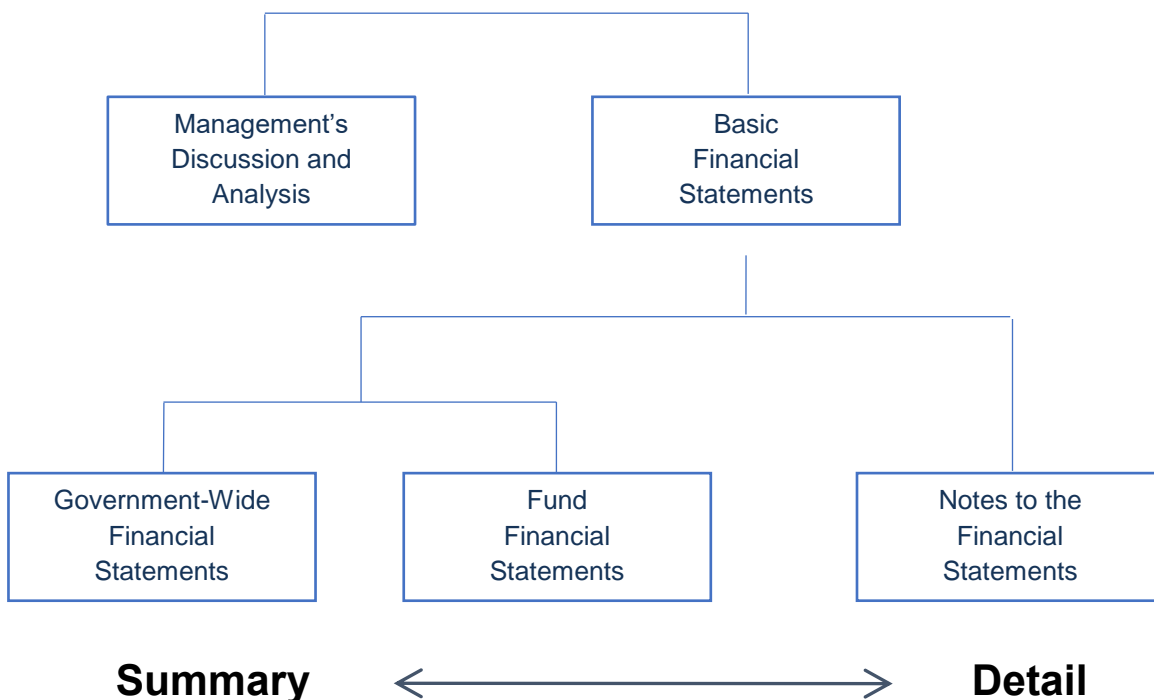 Management’s
Discussion and
Analysis
Basic
Financial
Statements
Government-Wide
Financial
Statements
Fund
Financial
Statements
Notes to the
Financial
Statements
Summary
Detail